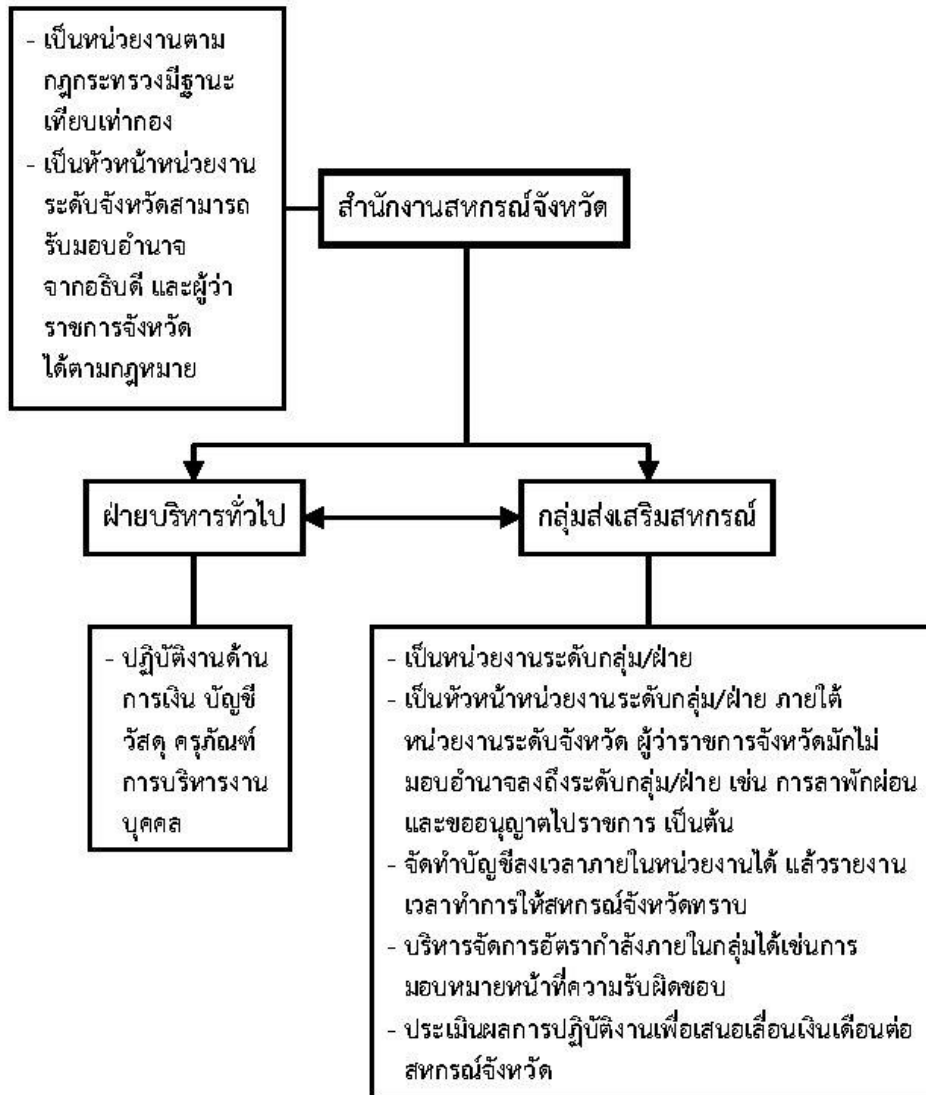 - เป็นหน่วยงานตาม
กฎกระทรวงมีฐานะ
เทียบเท่ากอง
- เป็นหัวหน้าหน่วยงาน
ระดับจังหวัดสามารถ
รับมอบอำนาจ
จากอธิบดี และผู้ว่า
ราชการจังหวัด
ได้ตามกฎหมาย
สำนักงานสหกรณ์จังหวัด
ฝ่ายบริหารทั่วไป
กลุ่มส่งเสริมสหกรณ์
- ปฏิบัติงานด้าน
การเงิน บัญชี
วัสดุ ครุภัณฑ์
การบริหารงาน
บุคคล
- เป็นหน่วยงานระดับกลุ่ม/ฝ่าย
- เป็นหัวหน้าหน่วยงานระดับกลุ่ม/ฝ่าย ภายใต้
หน่วยงานระดับจังหวัด ผู้ว่าราชการจังหวัดมักไม่
มอบอำนาจลงถึงระดับกลุ่ม/ฝ่าย เช่น การลาพักผ่อน
และขออนุญาตไปราชการ เป็นต้น
- จัดทำบัญชีลงเวลาภายในหน่วยงานได้ แล้วรายงาน
เวลาทำการให้สหกรณ์จังหวัดทราบ
- บริหารจัดการอัตรากำลังภายในกลุ่มได้เช่นการ
มอบหมายหน้าที่ความรับผิดชอบ
- ประเมินผลการปฏิบัติงานเพื่อเสนอเลื่อนเงินเดือนต่อ
สหกรณ์จังหวัด